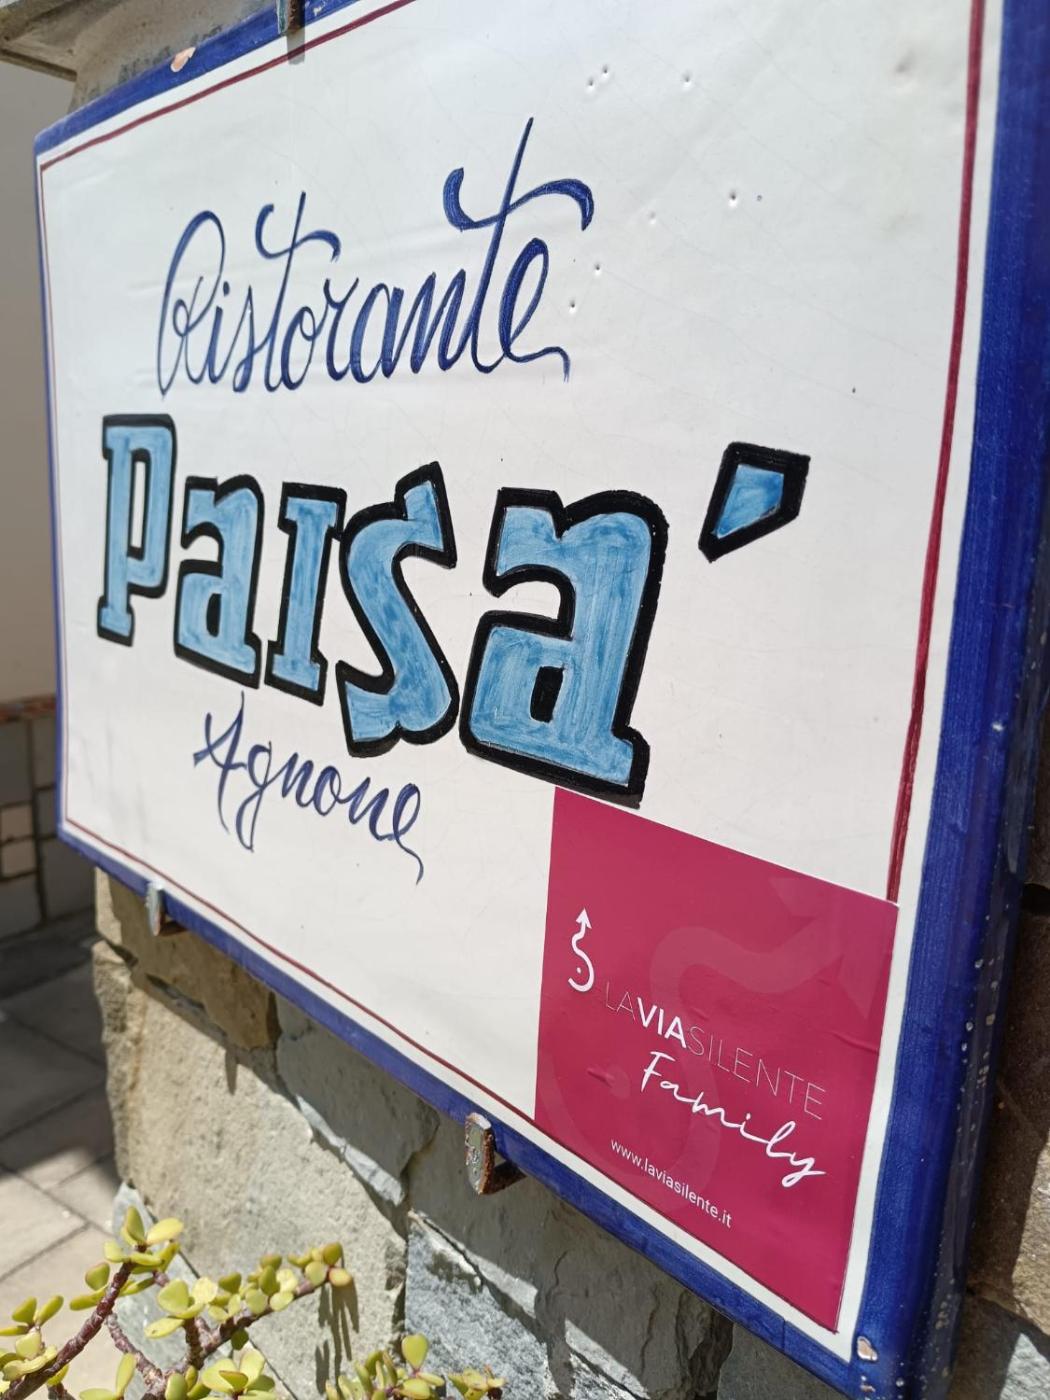 Ristorante
PaIsa'
Agnone
LAVIASILENTE
Family
www.laviasilente.it